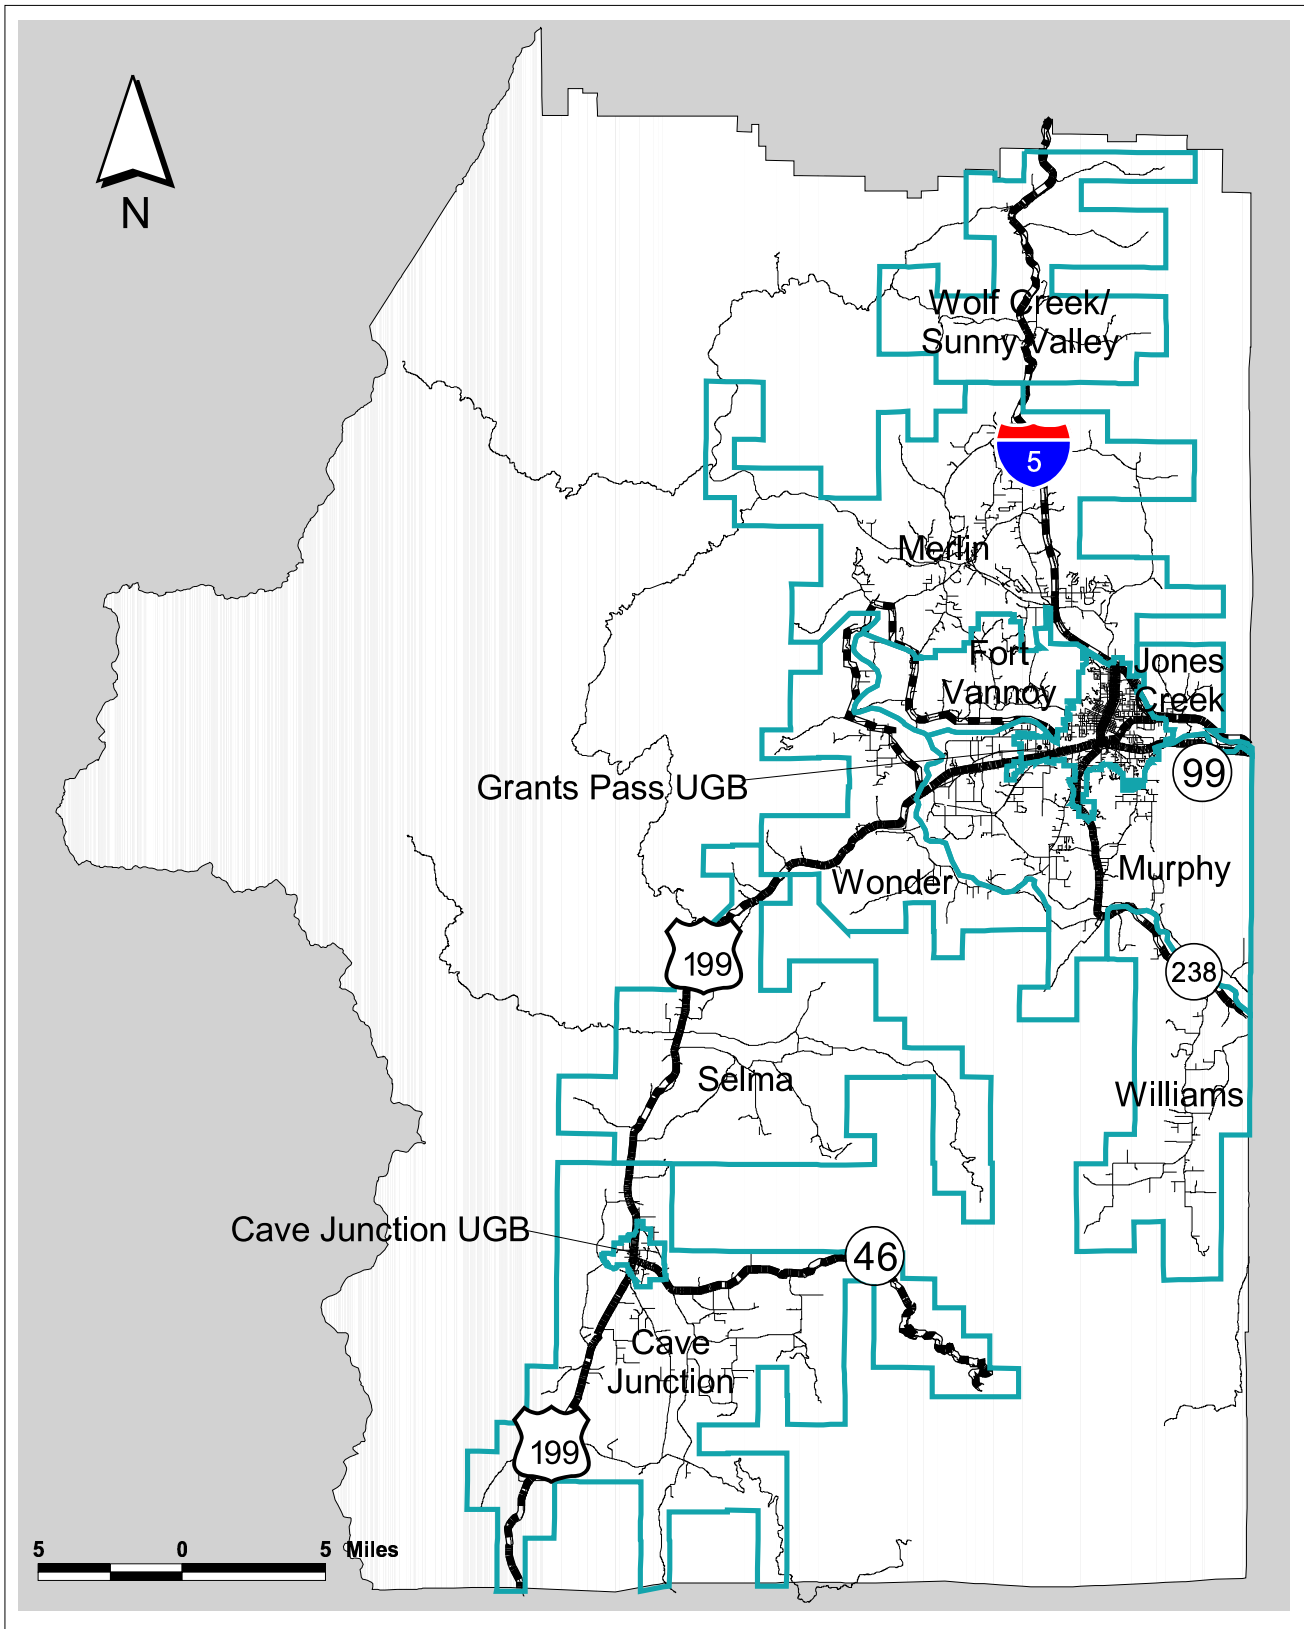 N
Wolf Creek/
Sunny Valley
5
Merlin
Fort
Vannoy
Jones
Creek
Grants Pass UGB
99
Wonder
Murphy
199
238
Selma
Williams
Cave Junction UGB
46
Cave
Junction
199
5 0 5 Miles